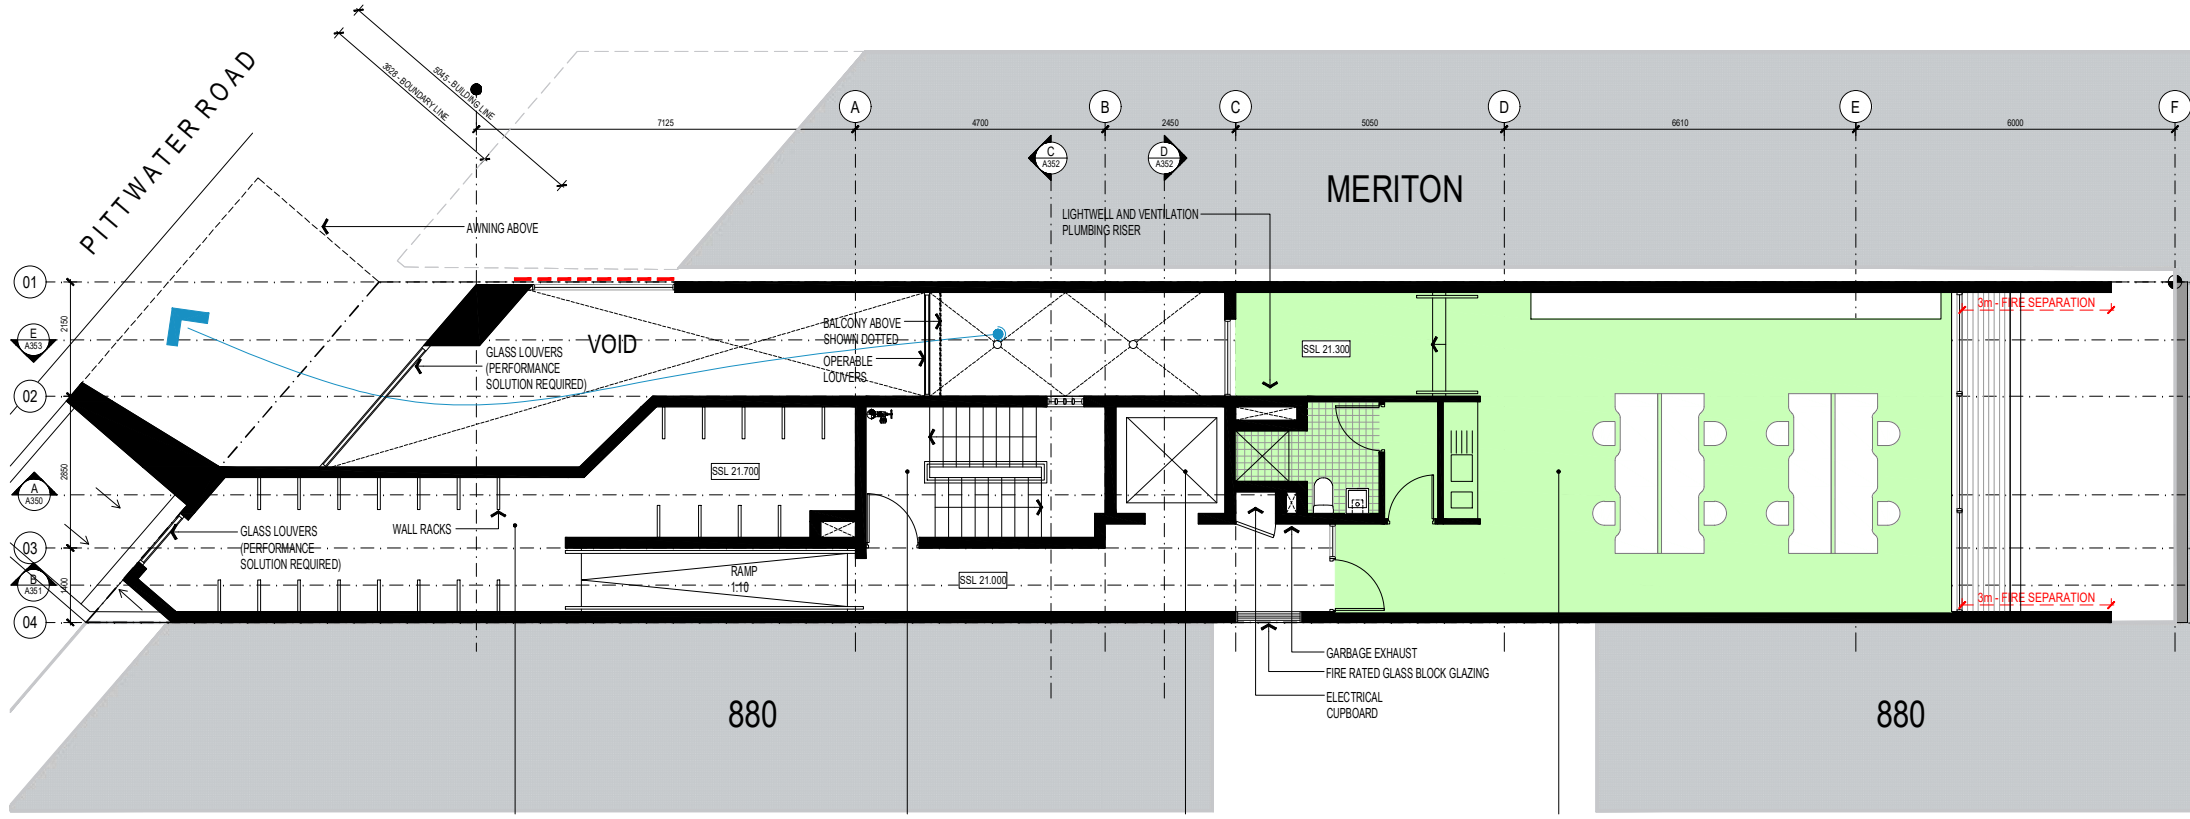 PITTWATER ROAD
3628 - BOUNDARY LINE
5045 - BUILDING LINE
A
B
C
D
E
F
7125
4700
2450
5050
6610
6000
C
A352
D
A352
MERITON
LIGHTWELL AND VENTILATION
PLUMBING RISER
AWNING ABOVE
01
2150
E
A353
02
2850
A
A350
03
B
A351
1400
04
3m - FIRE SEPARATION
VOID
BALCONY ABOVE
SHOWN DOTTED
OPERABLE
LOUVERS
GLASS LOUVERS
(PERFORMANCE
SOLUTION REQUIRED)
SSL 21.300
SSL 21.700
WALL RACKS
GLASS LOUVERS
(PERFORMANCE
SOLUTION REQUIRED)
RAMP
1:10
SSL 21.000
3m - FIRE SEPARATION
GARBAGE EXHAUST
FIRE RATED GLASS BLOCK GLAZING
ELECTRICAL
CUPBOARD
880
880